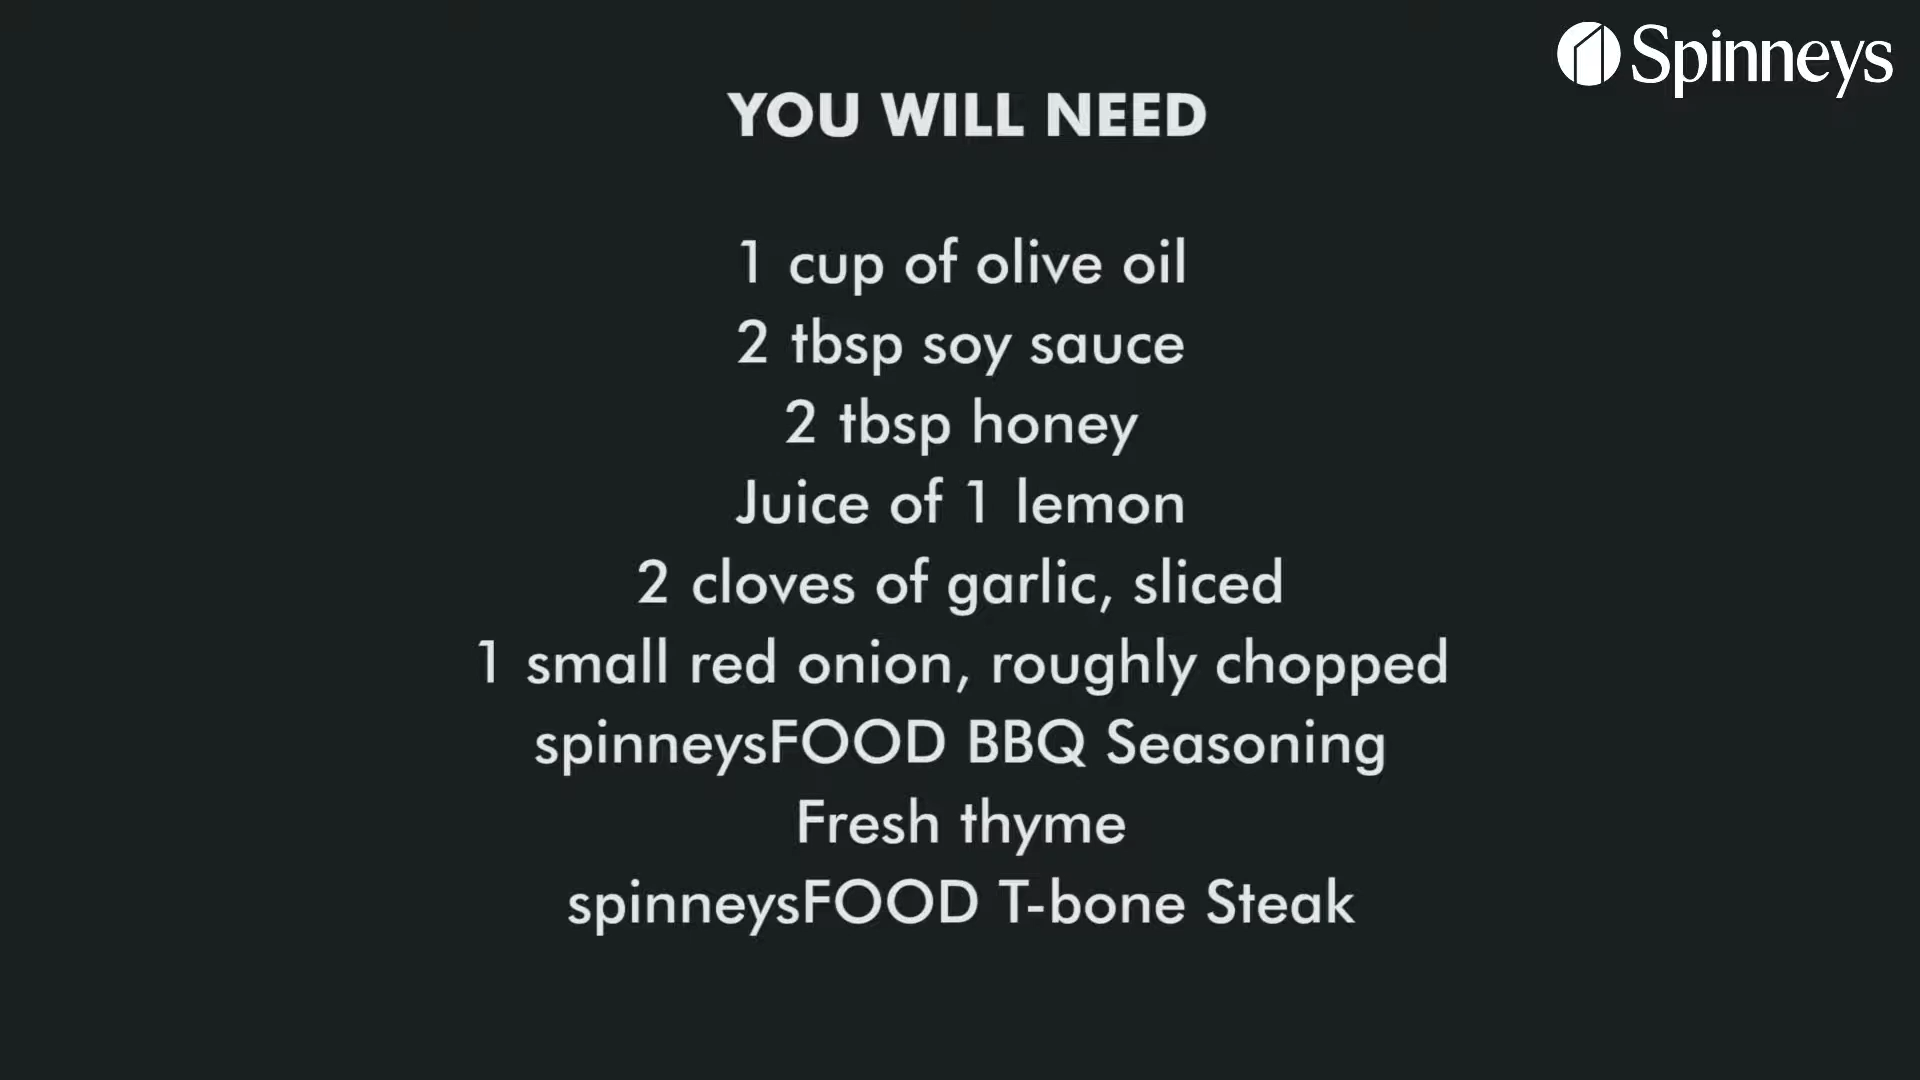 Spinneys
YOU WILL NEED
1 cup of olive oil
2 tbsp soy sauce
2 tbsp honey
Juice of 1 lemon
2 cloves of garlic, sliced
1 small red onion, roughly chopped
spinneysFOOD BBQ Seasoning
Fresh thyme
spinneysFOOD T-bone Steak